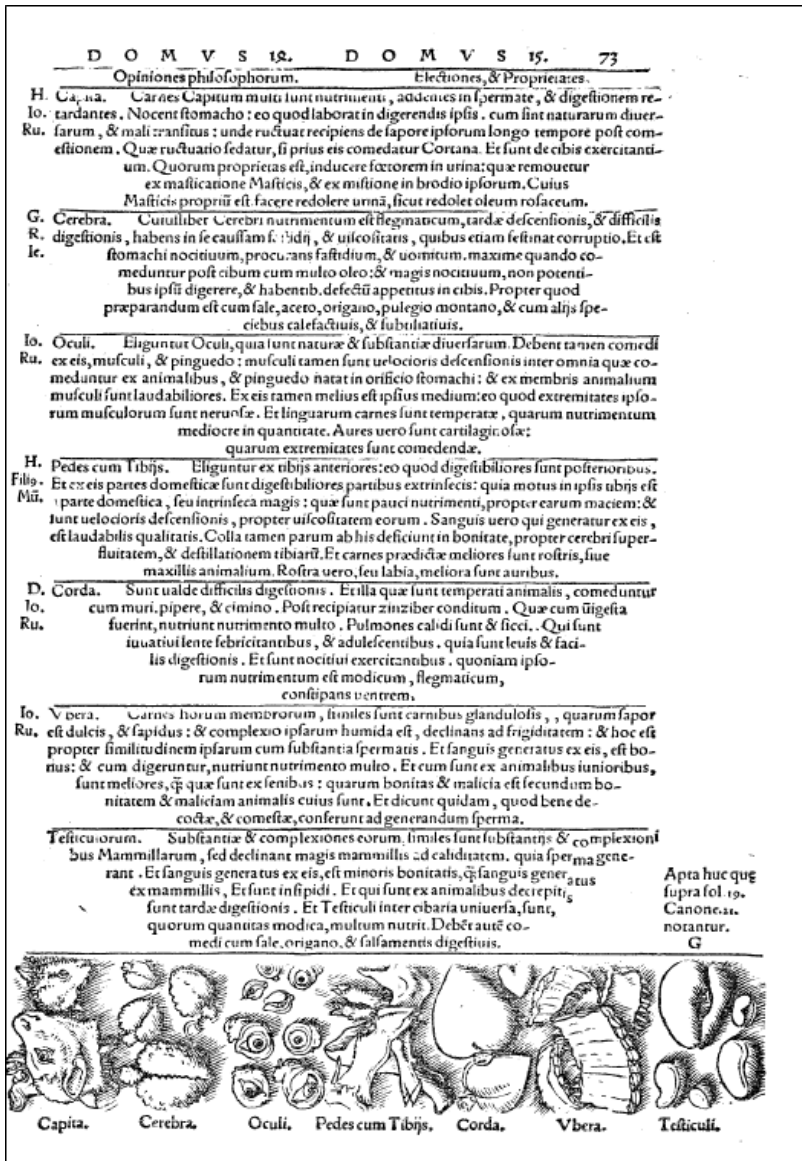 D O M V S 12. D O M V S 15. 73
Opiniones philosophorum. Electiones, & Proprietates.
H. Carnes Capitum multi sunt nutrimenti, addentes in spermate, & digestionem re-
Io. tardantes. Nocent stomacho: eo quod laborat in digerendis ipsis. cum sint naturarum diuer-
Ru. sarum, & mali transitus: unde ructuat recipiens de sapore ipsorum longo tempore post com-
estionem. Quæ ructuatio sedatur, si prius eis comedatur Cortana. Et sunt de cibis exercitanti-
um. Quorum proprietas est, inducere fœtorem in urina: quæ remouetur
ex masticatione Masticis, & ex mistione in brodio ipsorum. Cuius
Masticis propriũ est facere redolere urinã, sicut redolet oleum rosaceum.
G. Cerebra. Cuiuslibet Cerebri nutrimentum est flegmaticum, tardæ descensionis, & difficilis
R. digestionis, habens in se caussam & uiscositatis, quibus etiam festinat corruptio. Et est
Ie. stomachi nocitiuum, procurans fastidium, & uomitum. maxime quando co-
meduntur post cibum cum multo oleo: & magis nocitiuum, non potenti-
bus ipsũ digerere, & habentib. defectũ appetitus in cibis. Propter quod
præparandum est cum sale, aceto, origano, pulegio montano, & cum alijs spe-
ciebus calefactiuis, & subtiliatiuis.
Io. Oculi. Eliguntur Oculi, quia sunt naturæ & substantiæ diuersarum. Debent tamen comedi
Ru. ex eis, musculi, & pinguedo: musculi tamen sunt uelocioris descensionis inter omnia quæ co-
meduntur ex animalibus, & pinguedo natat in orificio stomachi: & ex membris animalium
musculi sunt laudabiliores. Ex eis tamen melius est ipsius medium: eo quod extremitates ipso-
rum musculorum sunt neruosæ. Et linguarum carnes sunt temperatæ, quarum nutrimentum
mediocre in quantitate. Aures uero sunt cartilaginosæ:
quarum extremitates sunt comedendæ.
H. Pedes cum Tibijs. Eliguntur ex tibijs anteriores: eo quod digestibiliores sunt posterioribus.
Filip. Et ex eis partes domesticæ sunt digestibiliores partibus extrinsecis: quia motus in ipsis tibijs est
Mũ. parte domestica, seu intrinseca magis: quæ sunt pauci nutrimenti, propter earum maciem: &
sunt uelocioris descensionis, propter uiscositatem eorum. Sanguis uero qui generatur ex eis,
est laudabilis qualitatis. Colla tamen parum ab his deficiunt in bonitate, propter cerebri super-
fluitatem, & destillationem tibiarũ. Et carnes prædictæ meliores sunt rostris, siue
maxillis animalium. Rostra uero, seu labia, meliora sunt auribus.
D. Corda. Sunt ualde difficilis digestionis. Et illa quæ sunt temperati animalis, comeduntur
Io. cum muri. pipere, & cimino. Post recipiatur zinziber conditum. Quæ cum digesta
Ru. fuerint, nutriunt nutrimento multo. Pulmones calidi sunt & sicci. . Qui sunt
iuuatiui lente febricitantibus, & adulescentibus. quia sunt leuis & faci-
lis digestionis. Et sunt nocitiui exercitantibus. quoniam ipso-
rum nutrimentum est modicum, flegmaticum,
constipans uentrem.
Io. Vbera. Carnes horum membrorum, similes sunt carnibus glandulosis, , quarum sapor
Ru. est dulcis, & sapidus: & complexio ipsarum humida est, declinans ad frigiditatem: & hoc est
propter similitudinem ipsarum cum substantia spermatis. Et sanguis generatus ex eis, est bo-
nus: & cum digeruntur, nutriunt nutrimento multo. Et cum sunt ex animalibus iunioribus,
sunt meliores, q̃ quæ sunt ex senibus: quarum bonitas & malicia est secundum bo-
nitatem & maliciam animalis cuius sunt. Et dicunt quidam, quod bene de-
coctæ, & comestæ, conferunt ad generandum sperma.
Testiculorum. Substantiæ & complexiones eorum, similes sunt substantijs & complexioni
bus Mammillarum, sed declinant magis mammillis ad caliditatem. quia sperma gene-
rant. Et sanguis generatus ex eis, est minoris bonitatis, q̃ sanguis generatus
ex mammillis, Et sunt insipidi. Et qui sunt ex animalibus decrepitis,
sunt tardæ digestionis. Et Testiculi inter cibaria uniuersa, sunt,
quorum quantitas modica, multum nutrit. Debẽt autẽ co-
medi cum sale. origano. & salsamentis digestiuis.
Apta huc quę
supra fol. 19.
Canone. 21.
notantur.
G
Capita. Cerebra. Oculi. Pedes cum Tibijs. Corda. Vbera. Testiculi.